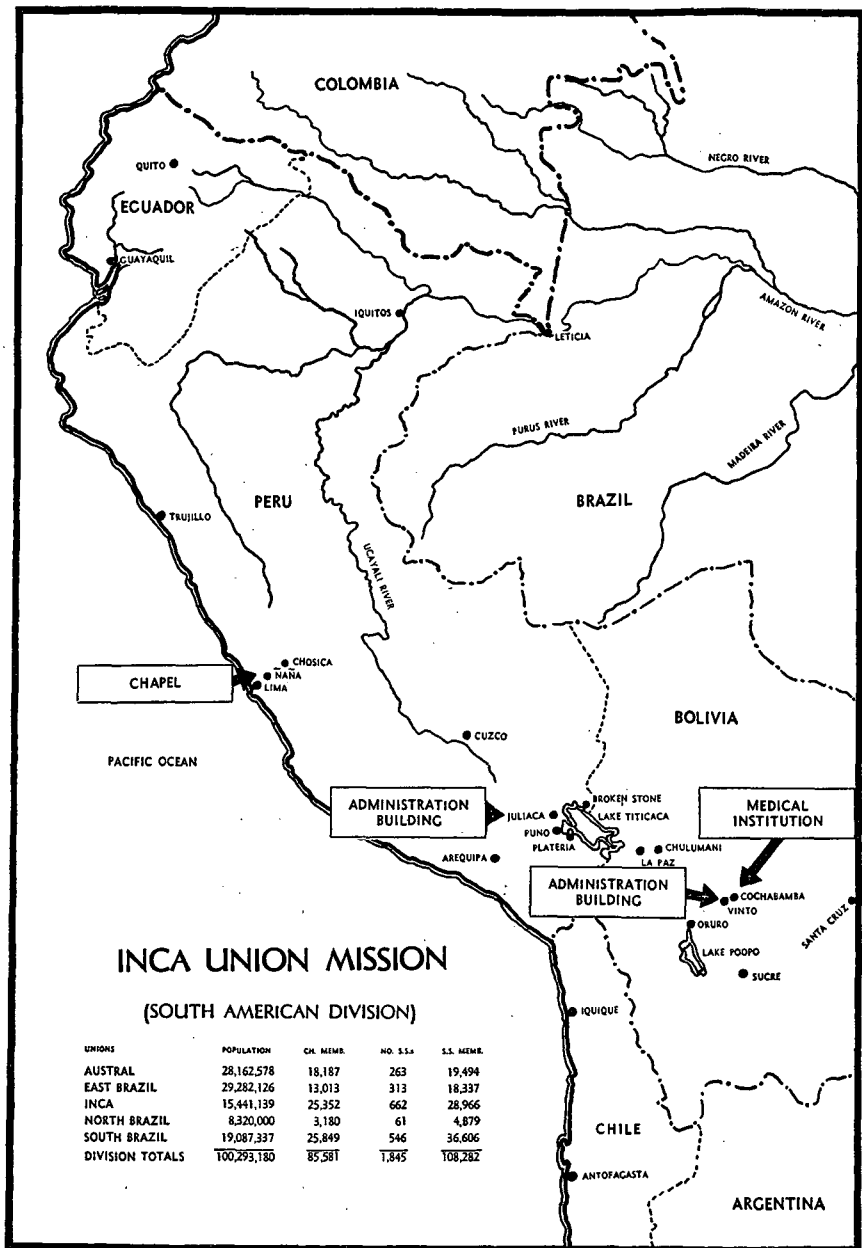 COLOMBIA
NEGRO RIVER
QUITO
ECUADOR
GUAYAQUIL
AMAZON RIVER
IQUITOS
LETICIA
PURUS RIVER
MADEIRA RIVER
PERU
BRAZIL
TRUJILLO
UCAYALI RIVER
CHOSICA
ÑAÑA
LIMA
CHAPEL
BOLIVIA
CUZCO
PACIFIC OCEAN
ADMINISTRATION
BUILDING
BROKEN STONE
LAKE TITICACA
JULIACA
PUNO
PLATERIA
MEDICAL
INSTITUTION
AREQUIPA
CHULUMANI
LA PAZ
ADMINISTRATION
BUILDING
COCHABAMBA
VINTO
SANTA CRUZ
ORURO
LAKE POOPO
SUCRE
INCA UNION MISSION
(SOUTH AMERICAN DIVISION)
IQUIQUE
UNIONS POPULATION CH. MEMB. NO. S.S.s S.S. MEMB.
AUSTRAL 28,162,578 18,187 263 19,494
EAST BRAZIL 29,282,126 13,013 313 18,337
INCA 15,441,139 25,352 662 28,966
NORTH BRAZIL 8,320,000 3,180 61 4,879
SOUTH BRAZIL 19,087,337 25,849 546 36,606
DIVISION TOTALS 100,293,180 85,581 1,845 108,282
CHILE
ANTOFAGASTA
ARGENTINA